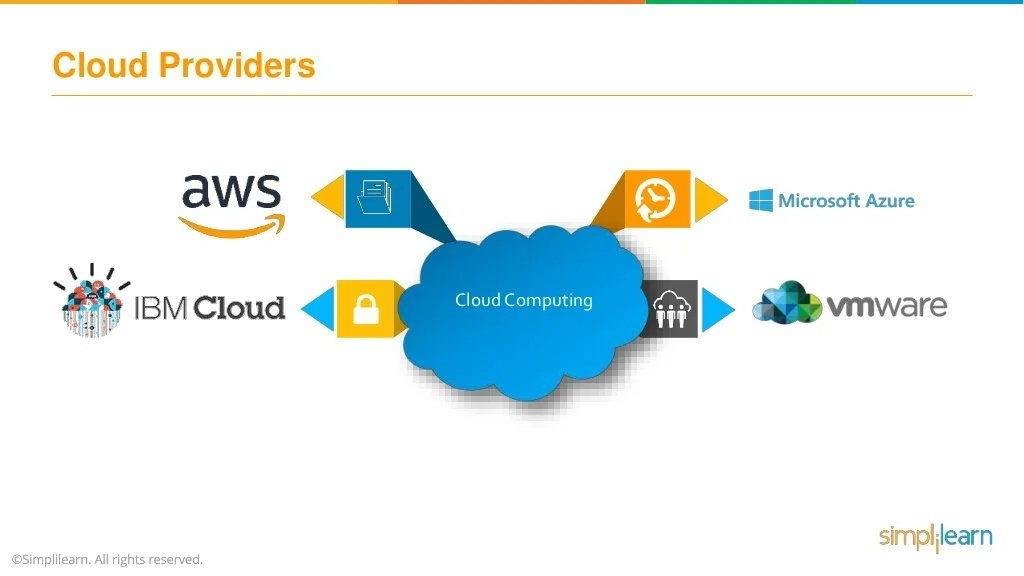 Cloud Providers
aws
Microsoft Azure
IBM Cloud
Cloud Computing
vmware
simplilearn
©Simplilearn. All rights reserved.